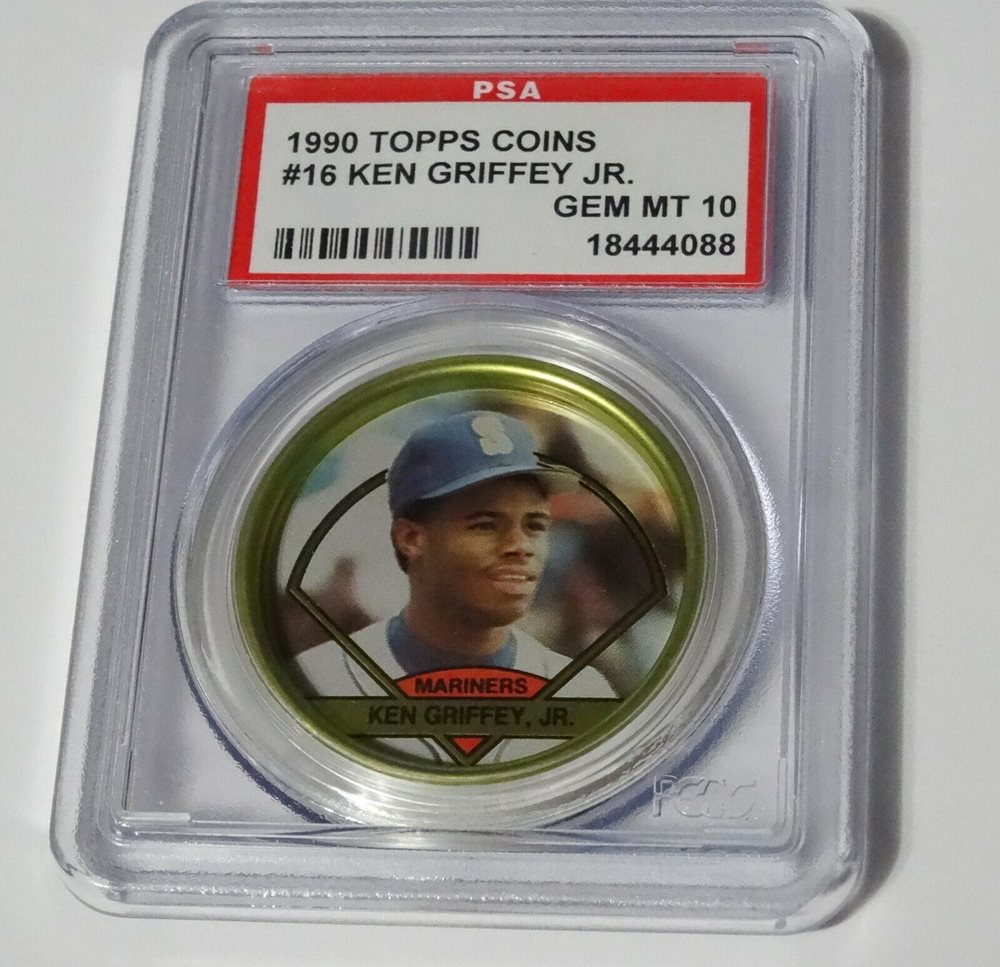 PSA
1990 TOPPS COINS
#16 KEN GRIFFEY JR.
GEM MT 10
18444088
S
MARINERS
KEN GRIFFEY, JR.
PCGS